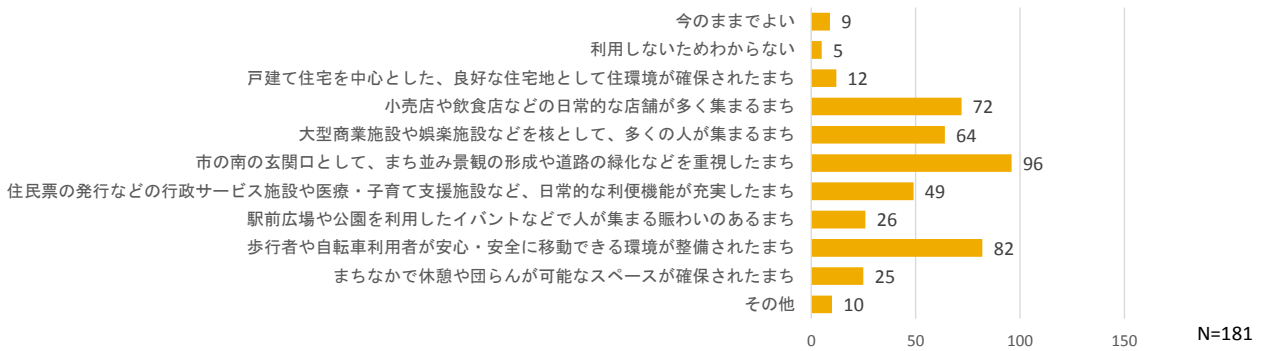 今のままでよい 9
利用しないためわからない 5
戸建て住宅を中心とした、良好な住宅地として住環境が確保されたまち 12
小売店や飲食店などの日常的な店舗が多く集まるまち 72
大型商業施設や娯楽施設などを核として、多くの人が集まるまち 64
市の南の玄関口として、まち並み景観の形成や道路の緑化などを重視したまち 96
住民票の発行などの行政サービス施設や医療・子育て支援施設など、日常的な利便機能が充実したまち 49
駅前広場や公園を利用したイバントなどで人が集まる賑わいのあるまち 26
歩行者や自転車利用者が安心・安全に移動できる環境が整備されたまち 82
まちなかで休憩や団らんが可能なスペースが確保されたまち 25
その他 10
0 50 100 150
N=181